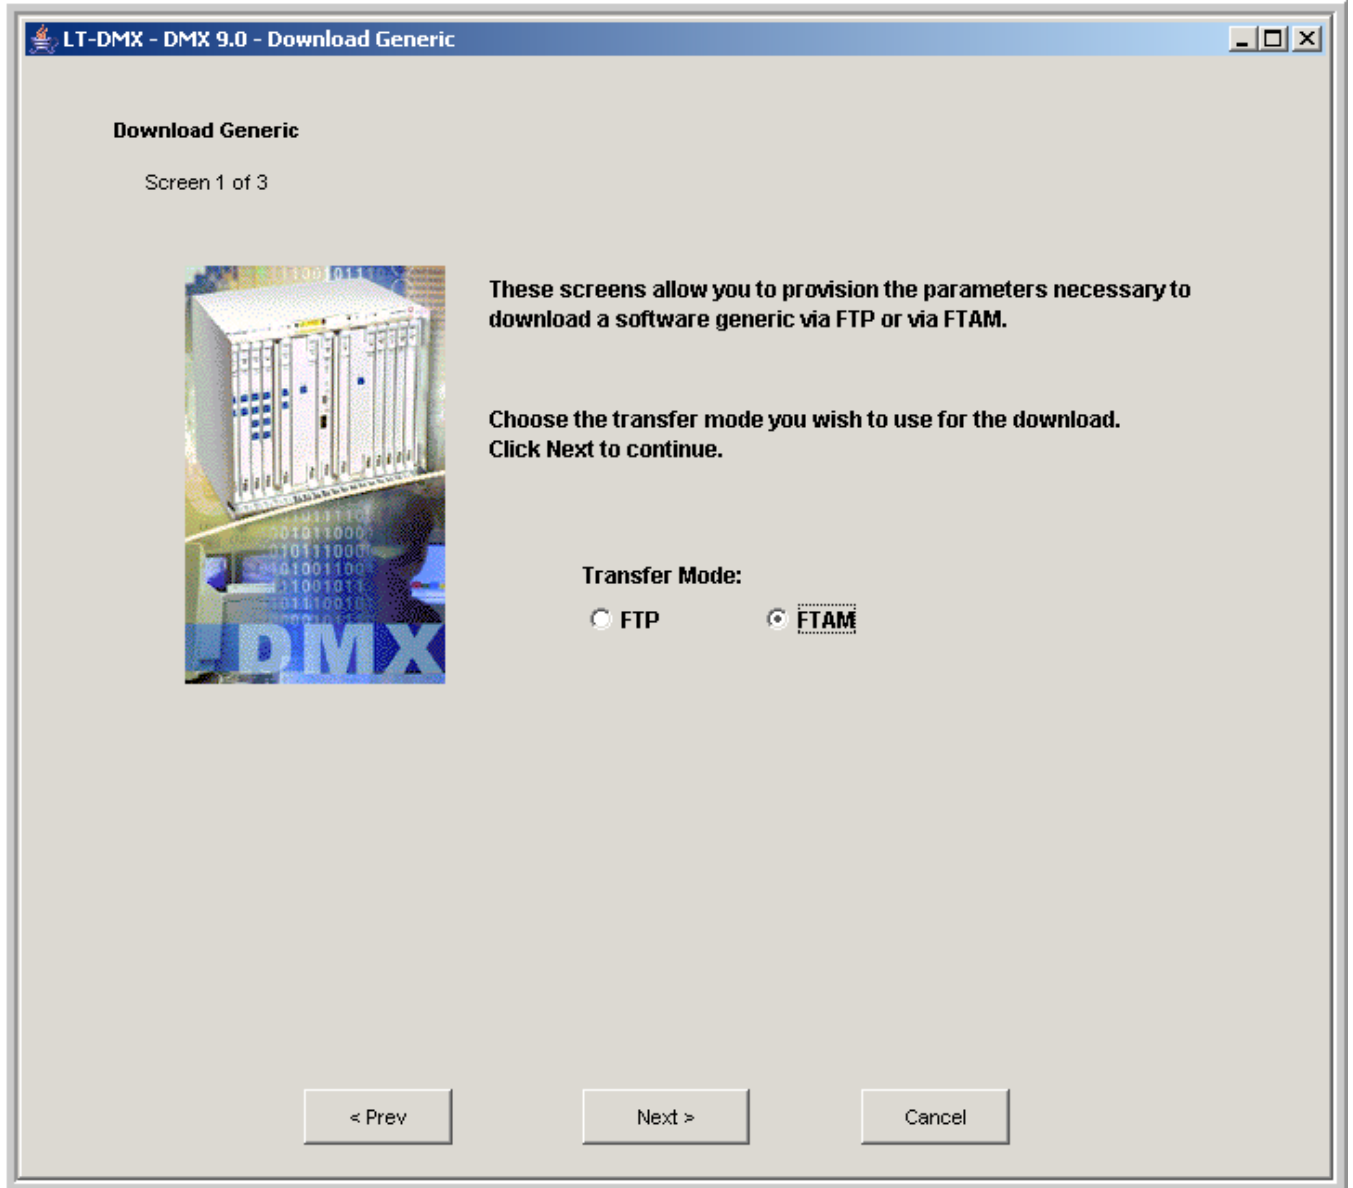 LT-DMX - DMX 9.0 - Download Generic
Download Generic
Screen 1 of 3
These screens allow you to provision the parameters necessary to
download a software generic via FTP or via FTAM.
Choose the transfer mode you wish to use for the download.
Click Next to continue.
DMX
Transfer Mode:
FTP
FTAM
< Prev
Next >
Cancel